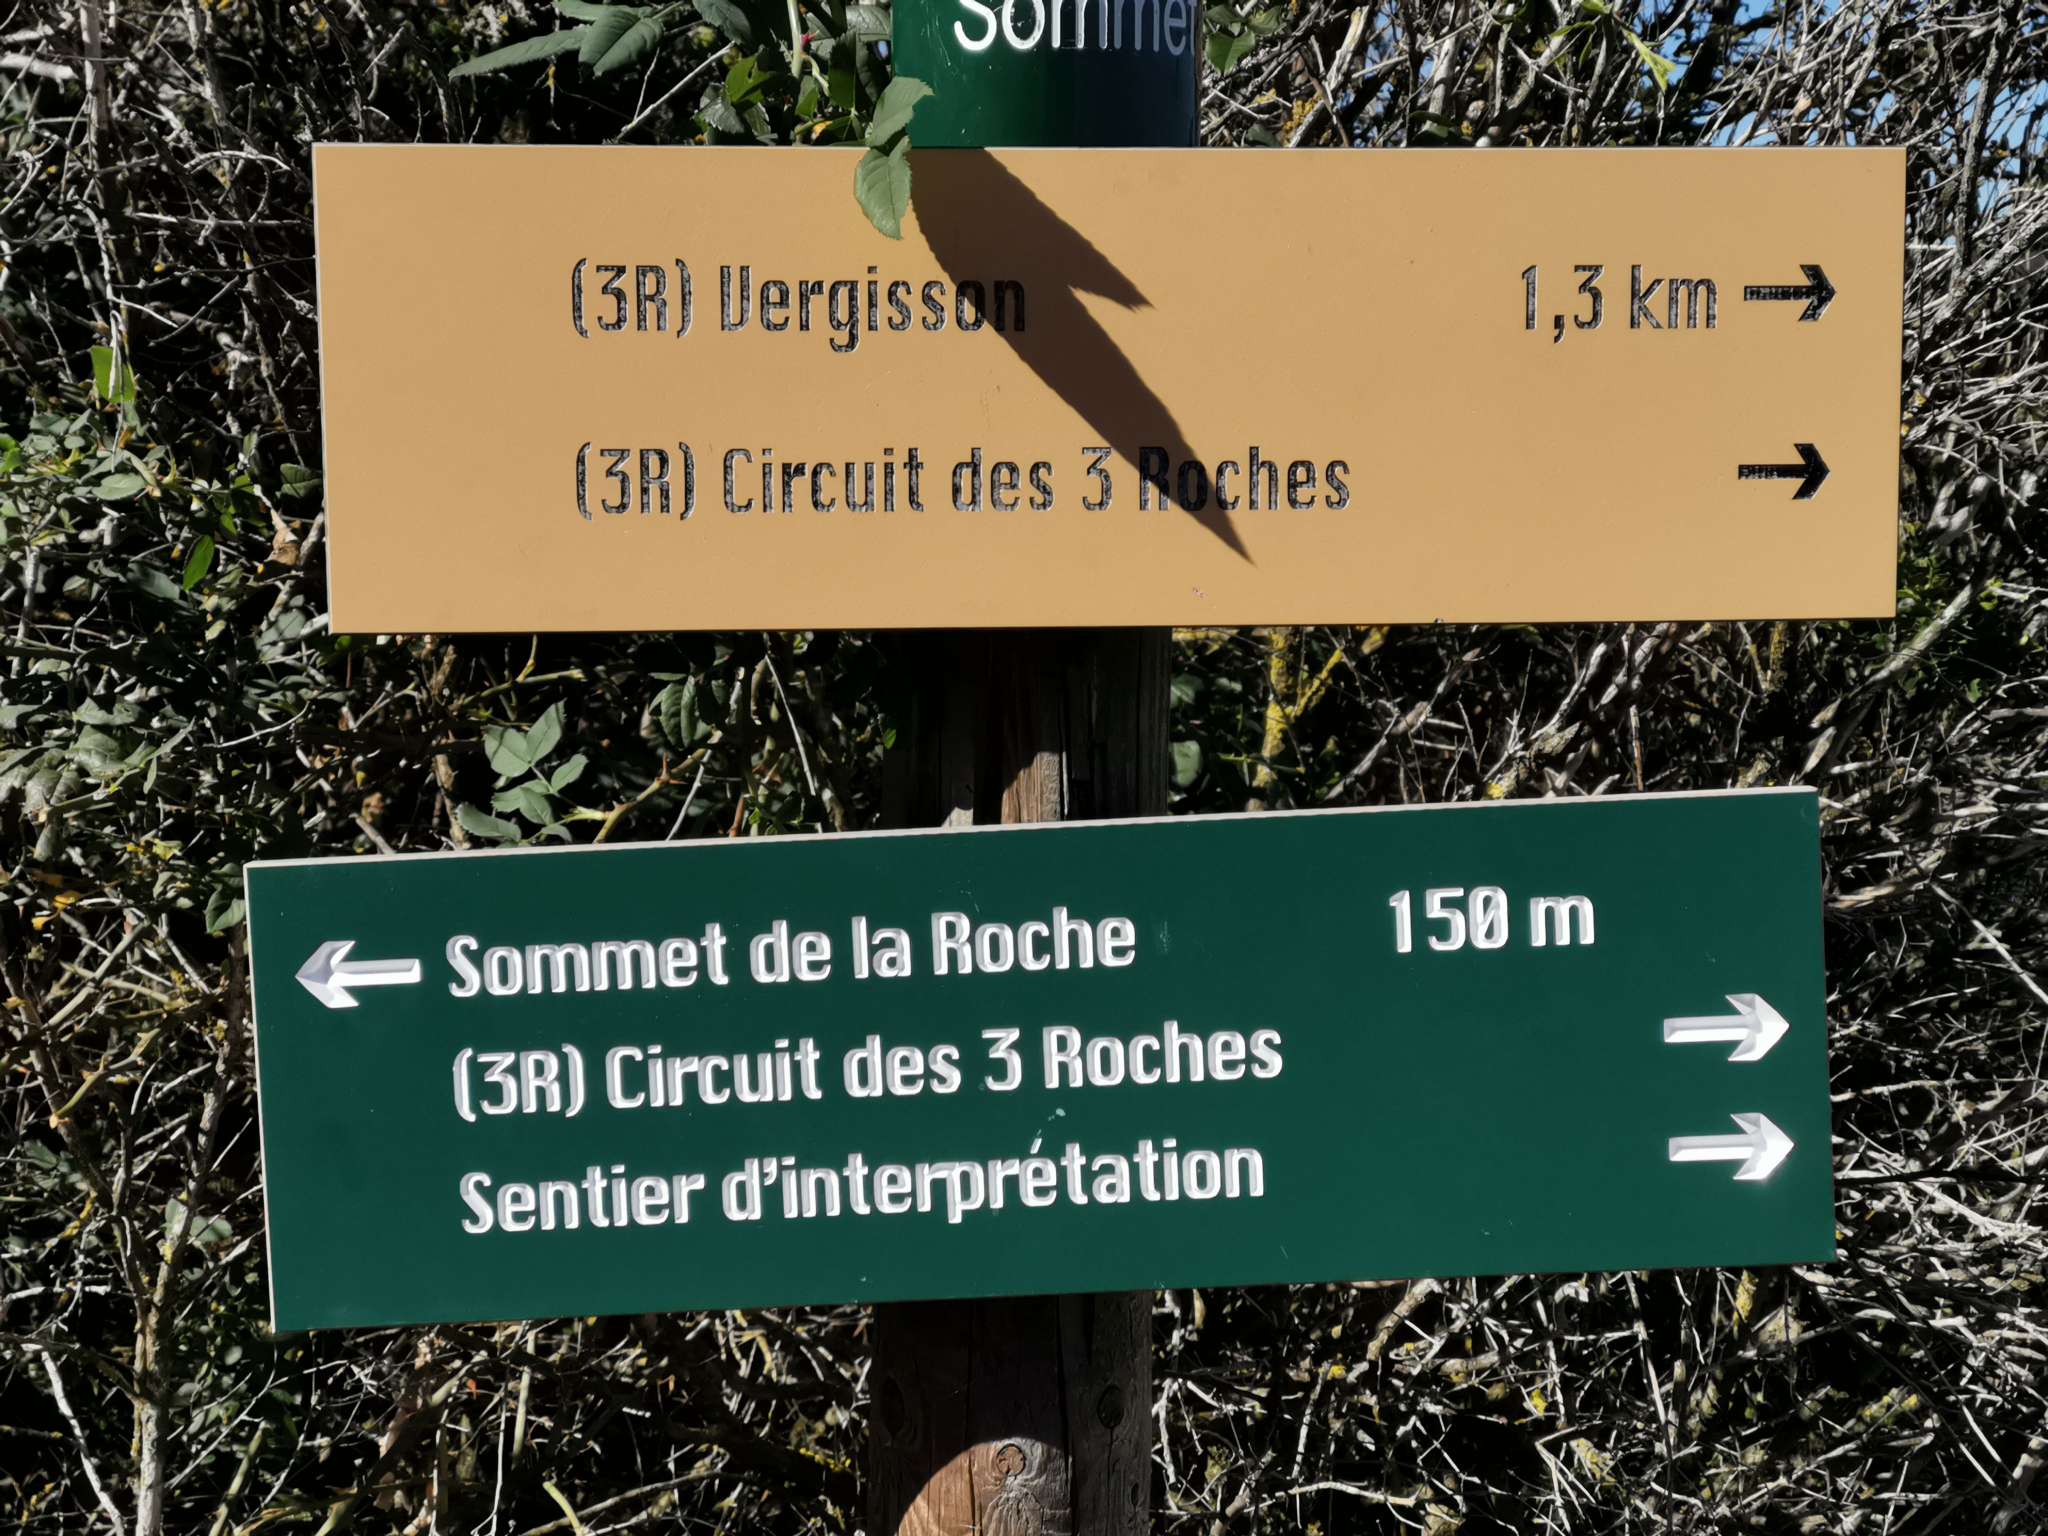 Sommet
(3R) Vergisson 1,3 km →
(3R) Circuit des 3 Roches →
← Sommet de la Roche 150 m
(3R) Circuit des 3 Roches →
Sentier d'interprétation →